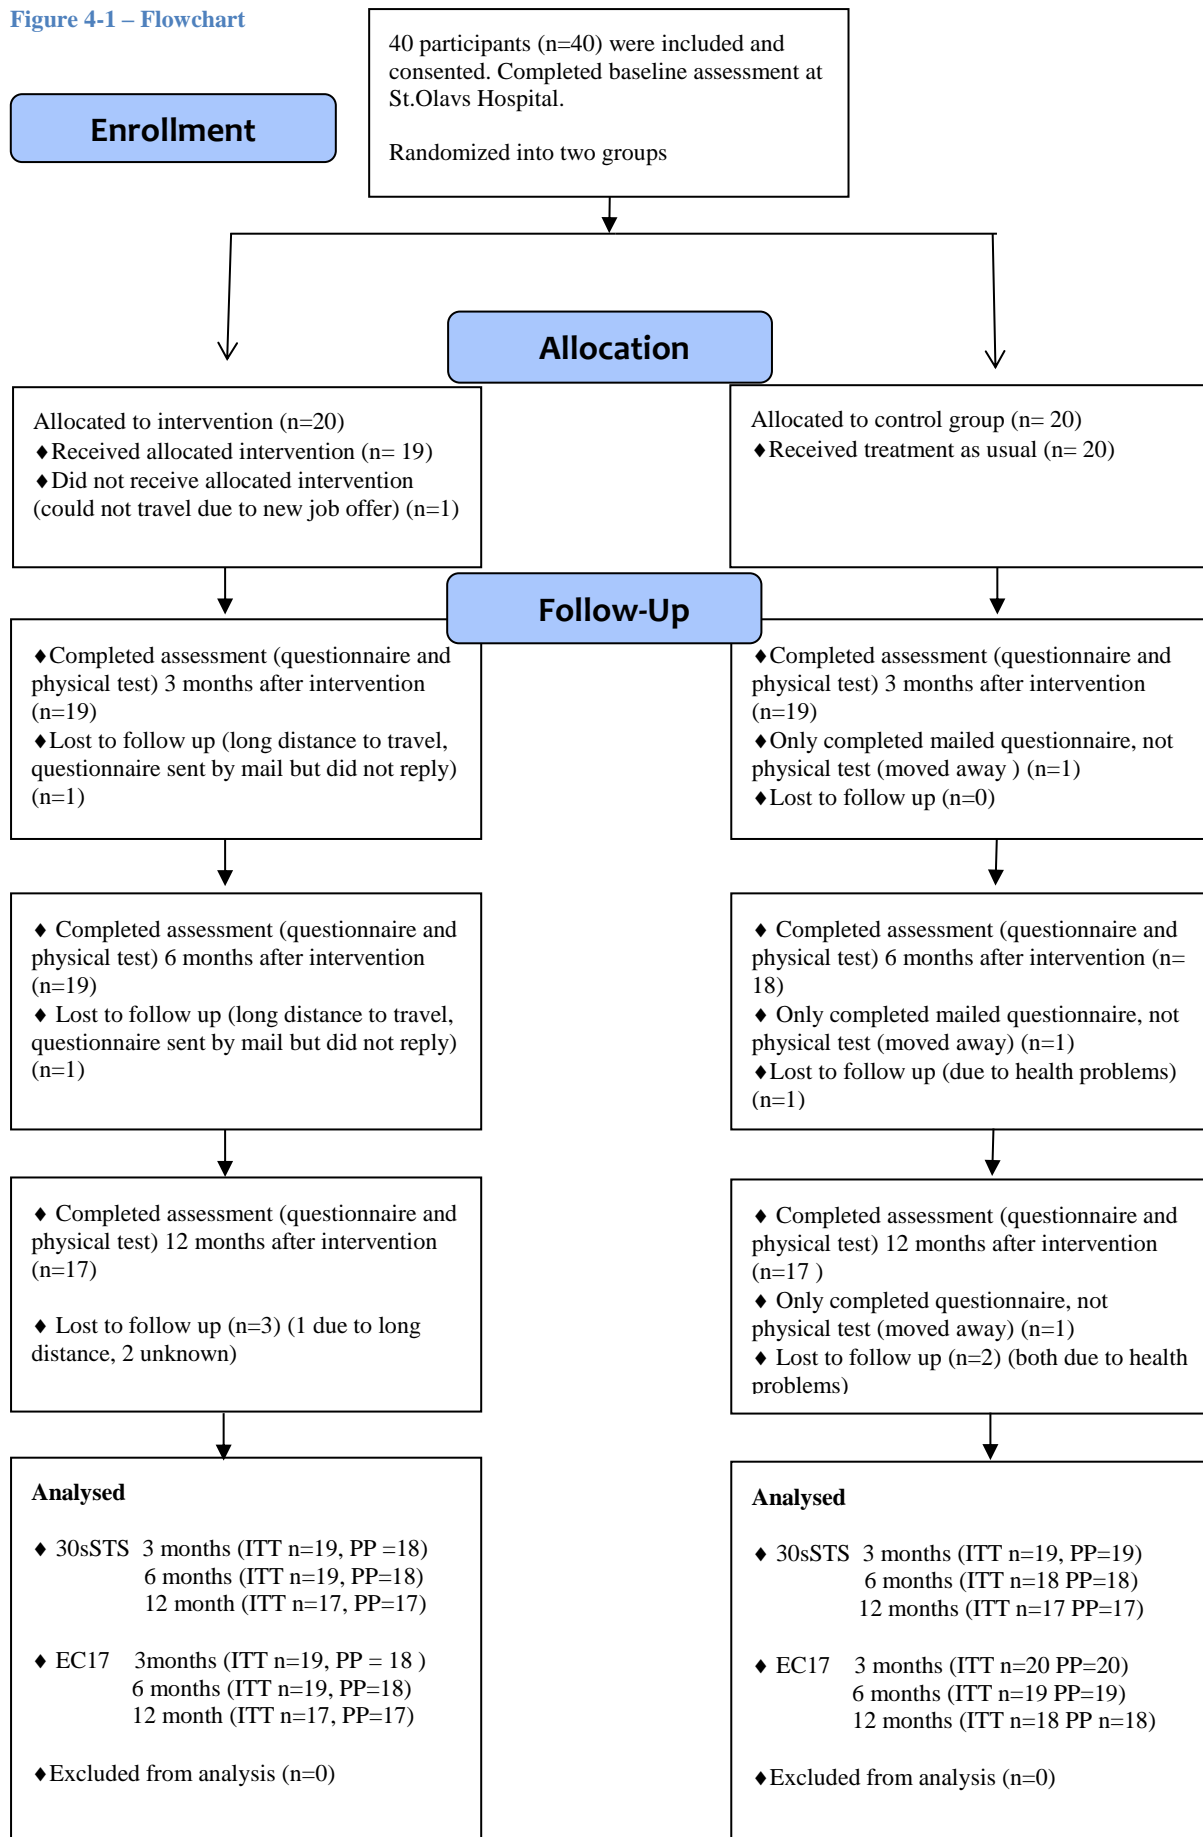 Figure 4-1 – Flowchart
40 participants (n=40) were included and
consented. Completed baseline assessment at
St.Olavs Hospital.
Randomized into two groups
Enrollment
Allocation
Allocated to intervention (n=20)
♦Received allocated intervention (n= 19)
♦Did not receive allocated intervention
(could not travel due to new job offer) (n=1)
Allocated to control group (n= 20)
♦Received treatment as usual (n= 20)
Follow-Up
♦Completed assessment (questionnaire and
physical test) 3 months after intervention
(n=19)
♦Lost to follow up (long distance to travel,
questionnaire sent by mail but did not reply)
(n=1)
♦Completed assessment (questionnaire and
physical test) 3 months after intervention
(n=19)
♦Only completed mailed questionnaire, not
physical test (moved away ) (n=1)
♦Lost to follow up (n=0)
♦ Completed assessment (questionnaire and
physical test) 6 months after intervention
(n=19)
♦ Lost to follow up (long distance to travel,
questionnaire sent by mail but did not reply)
(n=1)
♦ Completed assessment (questionnaire and
physical test) 6 months after intervention (n=
18)
♦ Only completed mailed questionnaire, not
physical test (moved away) (n=1)
♦Lost to follow up (due to health problems)
(n=1)
♦ Completed assessment (questionnaire and
physical test) 12 months after intervention
(n=17)
♦ Lost to follow up (n=3) (1 due to long
distance, 2 unknown)
♦ Completed assessment (questionnaire and
physical test) 12 months after intervention
(n=17 )
♦ Only completed questionnaire, not
physical test (moved away) (n=1)
♦ Lost to follow up (n=2) (both due to health
problems)
Analysed
♦ 30sSTS 3 months (ITT n=19, PP =18)
6 months (ITT n=19, PP=18)
12 month (ITT n=17, PP=17)
♦ EC17 3months (ITT n=19, PP = 18 )
6 months (ITT n=19, PP=18)
12 month (ITT n=17, PP=17)
♦Excluded from analysis (n=0)
Analysed
♦ 30sSTS 3 months (ITT n=19, PP=19)
6 months (ITT n=18 PP=18)
12 months (ITT n=17 PP=17)
♦ EC17 3 months (ITT n=20 PP=20)
6 months (ITT n=19 PP=19)
12 months (ITT n=18 PP n=18)
♦Excluded from analysis (n=0)